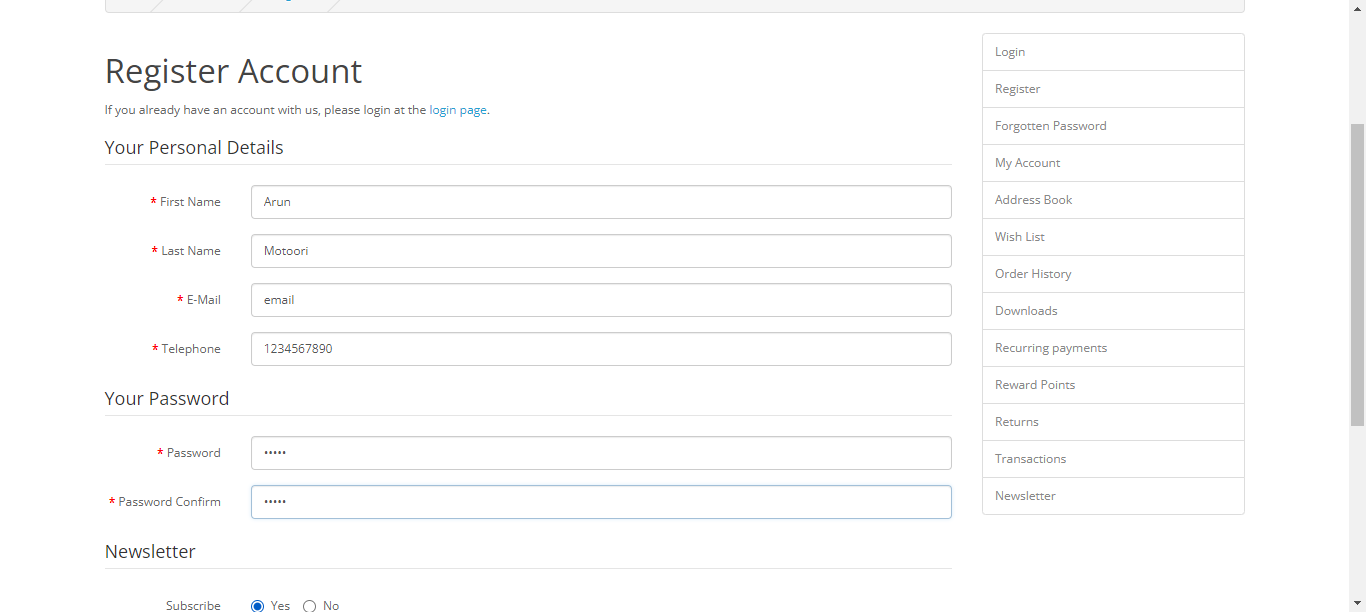 Register Account
If you already have an account with us, please login at the login page.
Your Personal Details
* First Name Arun
* Last Name Motoori
* E-Mail email
* Telephone 1234567890
Your Password
* Password •••••
* Password Confirm •••••
Newsletter
Subscribe Yes No
Login
Register
Forgotten Password
My Account
Address Book
Wish List
Order History
Downloads
Recurring payments
Reward Points
Returns
Transactions
Newsletter